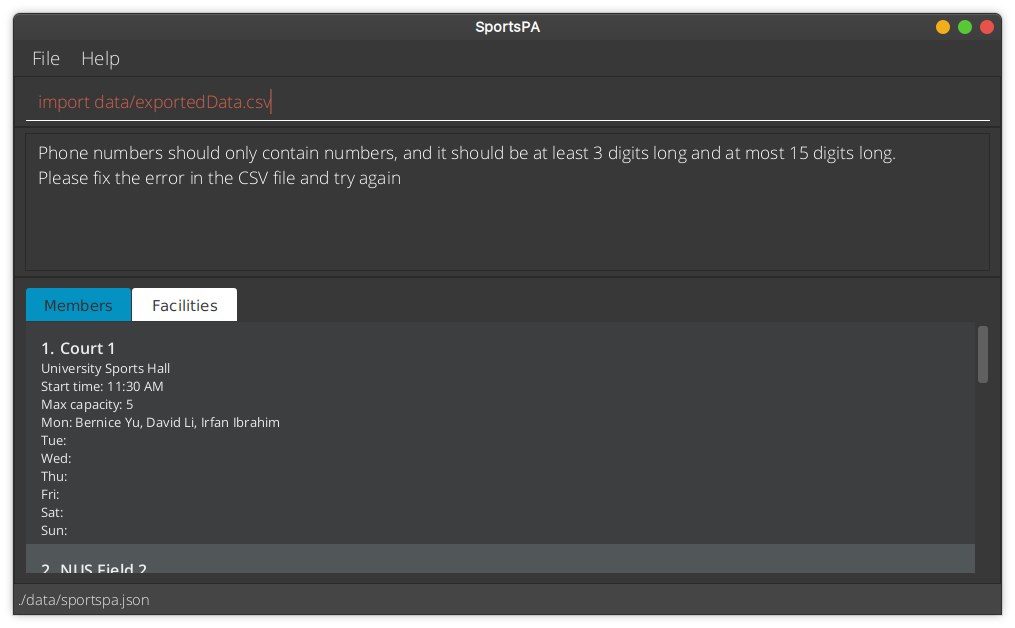 SportsPA
File Help
import data/exportedData.csv
Phone numbers should only contain numbers, and it should be at least 3 digits long and at most 15 digits long.
Please fix the error in the CSV file and try again
Members Facilities
1. Court 1
University Sports Hall
Start time: 11:30 AM
Max capacity: 5
Mon: Bernice Yu, David Li, Irfan Ibrahim
Tue:
Wed:
Thu:
Fri:
Sat:
Sun:
2. NUS Field 2
./data/sportspa.json